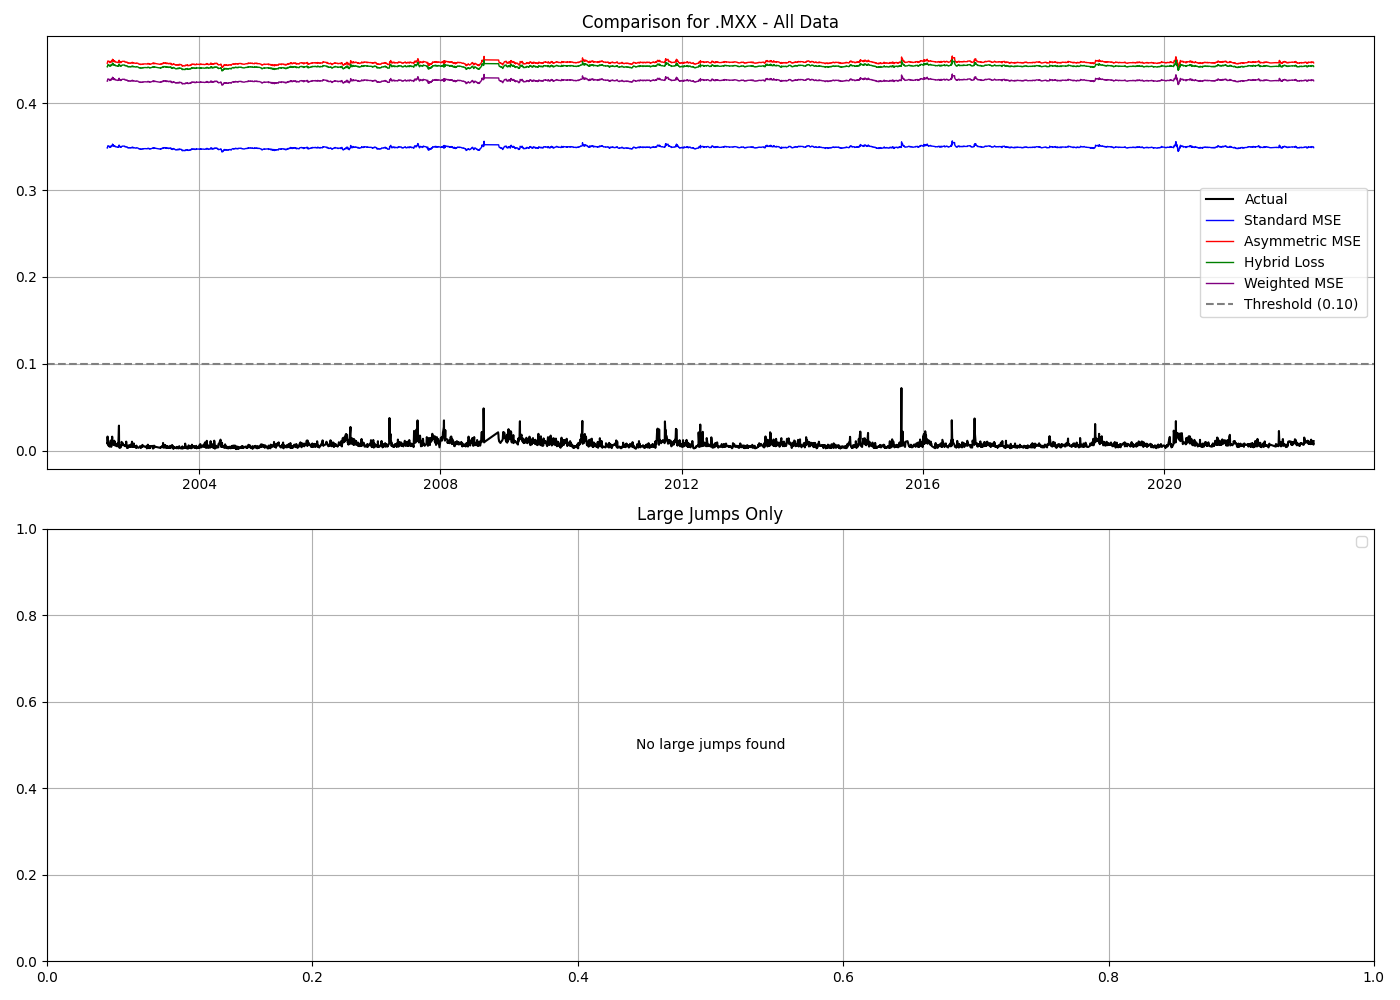 Comparison for .MXX - All Data
0.4
0.3
0.2
0.1
0.0
2004 2008 2012 2016 2020
Actual
Standard MSE
Asymmetric MSE
Hybrid Loss
Weighted MSE
Threshold (0.10)
Large Jumps Only
1.0
0.8
0.6
0.4
0.2
0.0
No large jumps found
0.0 0.2 0.4 0.6 0.8 1.0